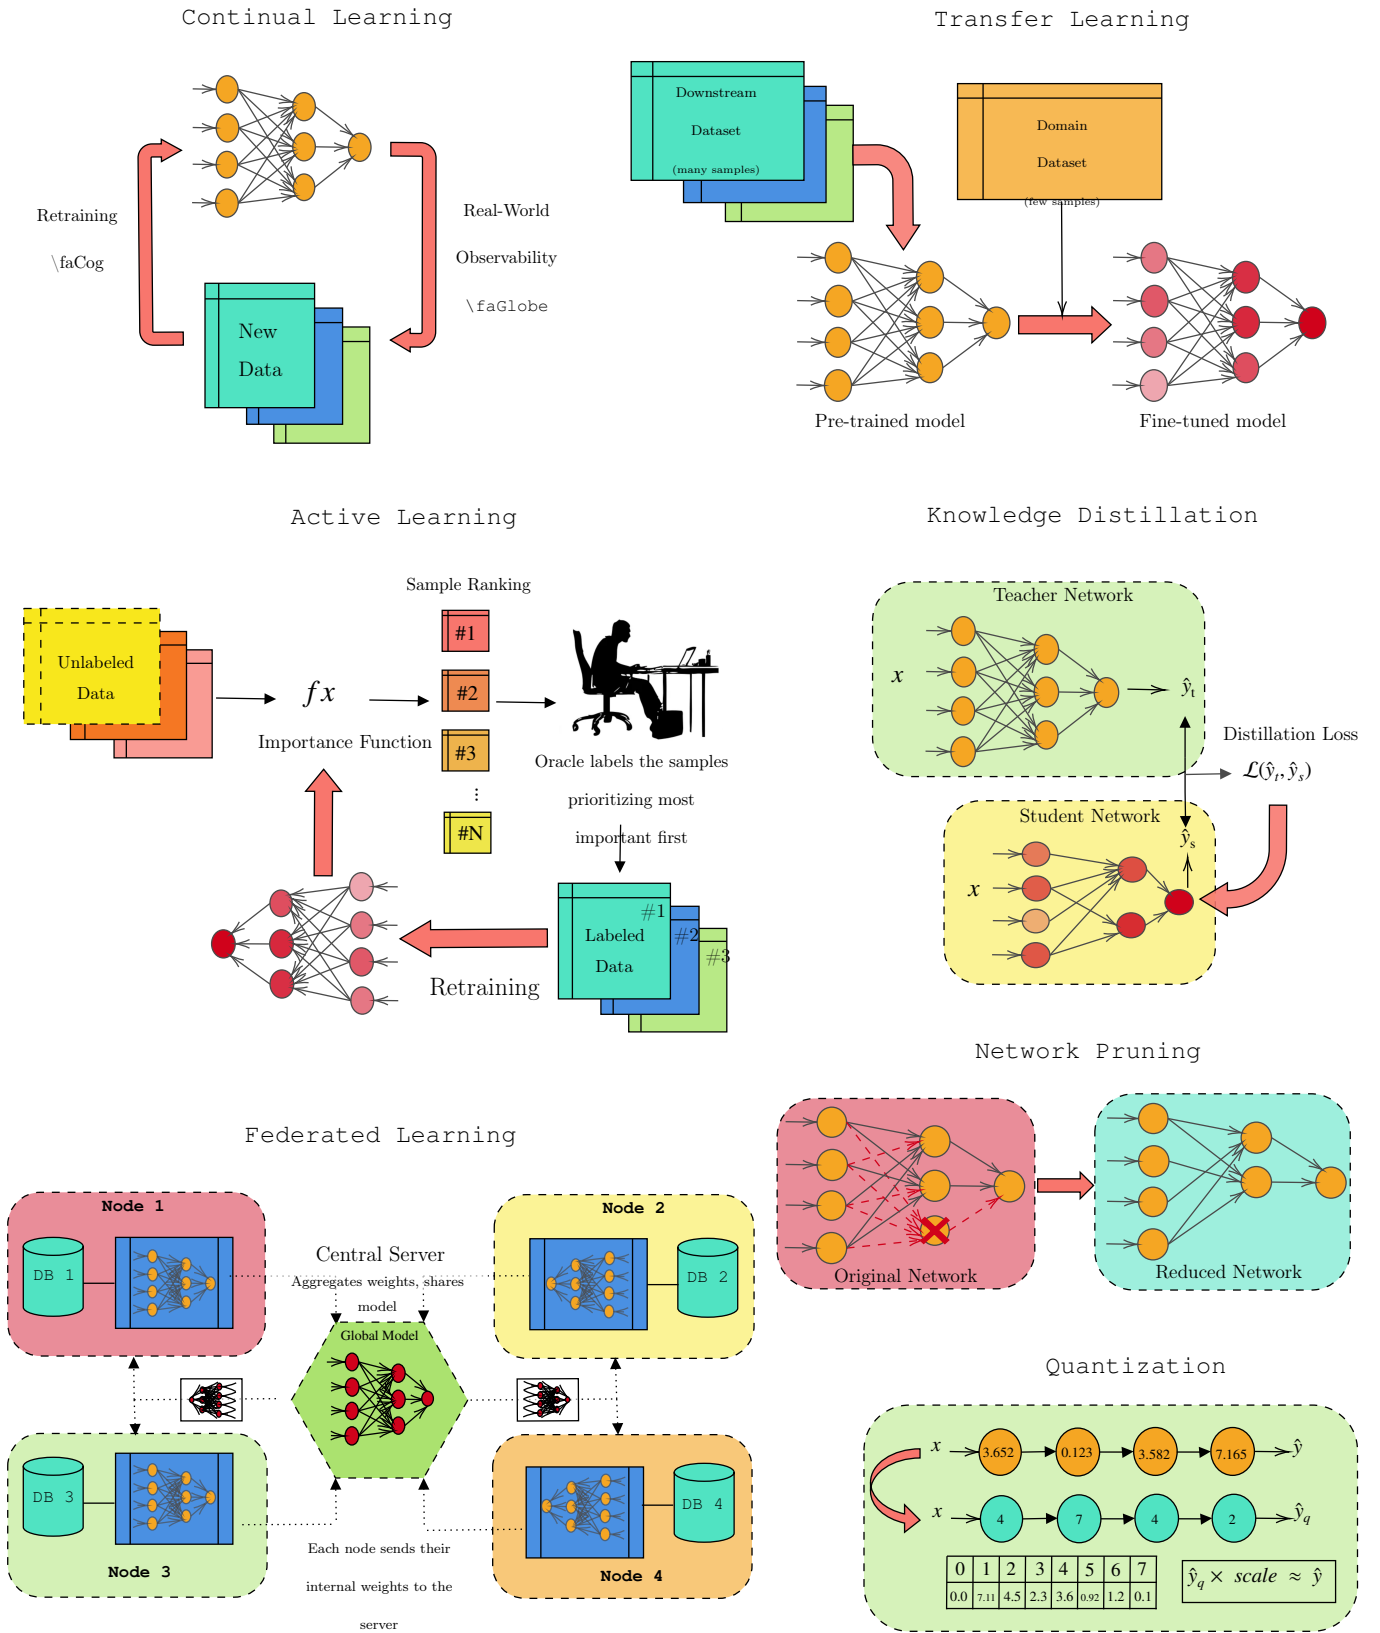 Continual Learning
Retraining
\faCog
Real-World
Observability
\faGlobe
New
Data
Transfer Learning
Downstream
Dataset
(many samples)
Domain
Dataset
(few samples)
Pre-trained model
Fine-tuned model
Active Learning
Sample Ranking
Unlabeled
Data
fx
Importance Function
#1
#2
#3
⋮
#N
Oracle labels the samples
prioritizing most
important first
#1
#2
#3
Labeled
Data
Retraining
Knowledge Distillation
Teacher Network
x
ŷt
Distillation Loss
ℒ(ŷt, ŷs)
Student Network
ŷs
x
Network Pruning
Original Network
Reduced Network
Federated Learning
Node 1
DB 1
Node 2
DB 2
Central Server
Aggregates weights, shares
model
Global Model
DB 3
Node 3
DB 4
Node 4
Each node sends their
internal weights to the
server
Quantization
x 3.652 0.123 3.582 7.165 ŷ
x 4 7 4 2 ŷq
0 1 2 3 4 5 6 7
0.0 7.11 4.5 2.3 3.6 0.92 1.2 0.1
ŷq × scale ≈ ŷ